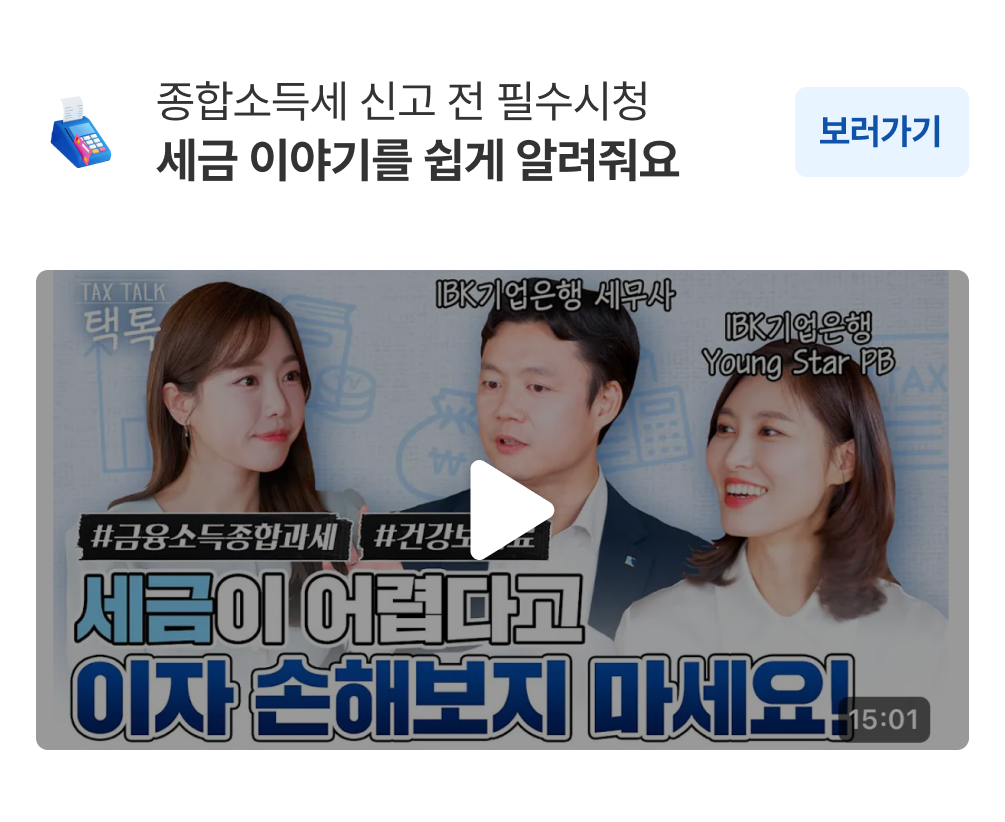 종합소득세 신고 전 필수시청
세금 이야기를 쉽게 알려줘요
보러가기
TAX TALK
택톡
IBK기업은행 세무사
IBK기업은행
Young Star PB
TAX
#금융소득종합과세
#건강보
세금이 어렵다고
이자 손해보지 마세요!
15:01